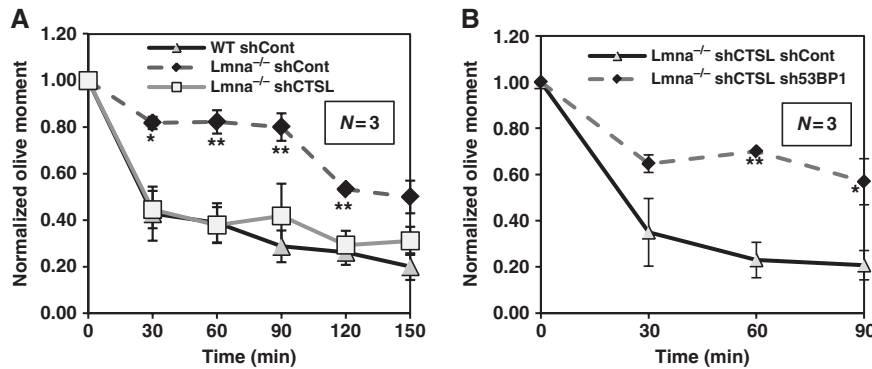 A
WT shCont
Lmna–/– shCont
Lmna–/– shCTSL
N=3
Normalized olive moment
1.20
1.00
0.80
0.60
0.40
0.20
0.00
*
**
**
**
0 30 60 90 120 150
Time (min)
B
Lmna–/– shCTSL shCont
Lmna–/– shCTSL sh53BP1
N=3
Normalized olive moment
1.20
1.00
0.80
0.60
0.40
0.20
0.00
**
*
0 30 60 90
Time (min)